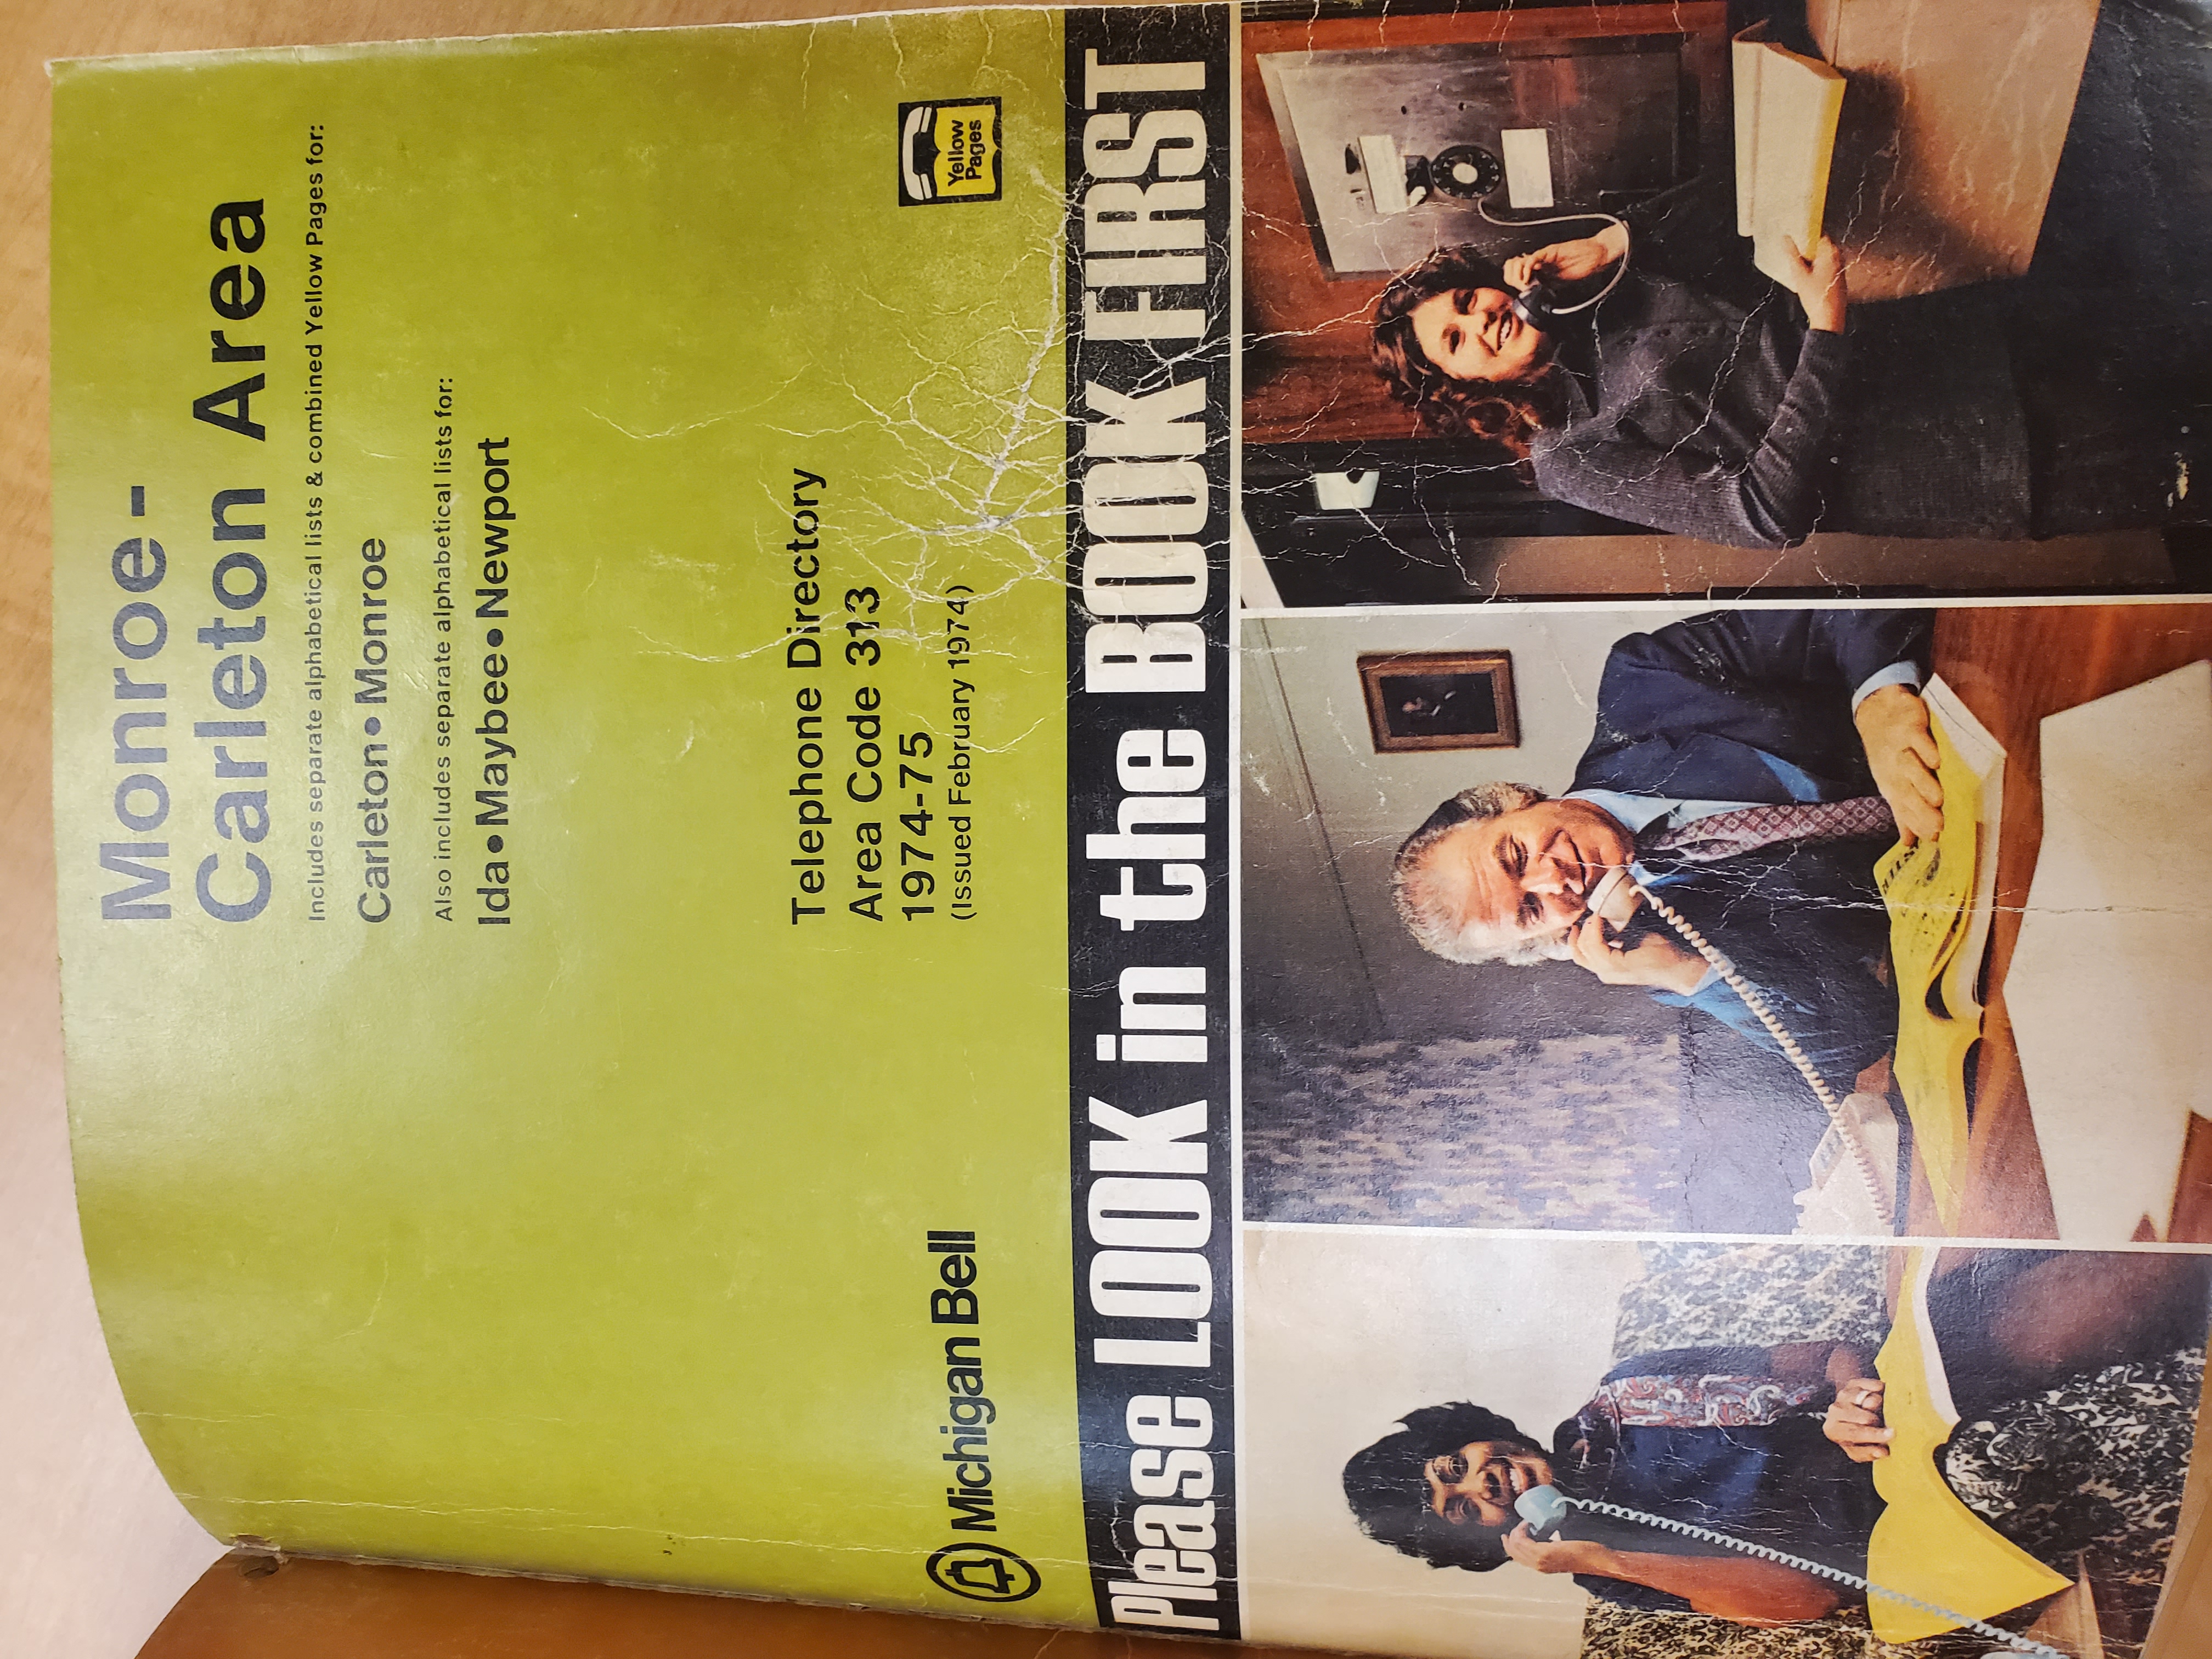 Monroe -
Carleton Area
Includes separate alphabetical lists & combined Yellow Pages for:
Carleton • Monroe
Also includes separate alphabetical lists for:
Ida • Maybee • Newport
Telephone Directory
Area Code 313
1974-75
(Issued February 1974)
Michigan Bell
Yellow
Pages
Please LOOK in the BOOK FIRST